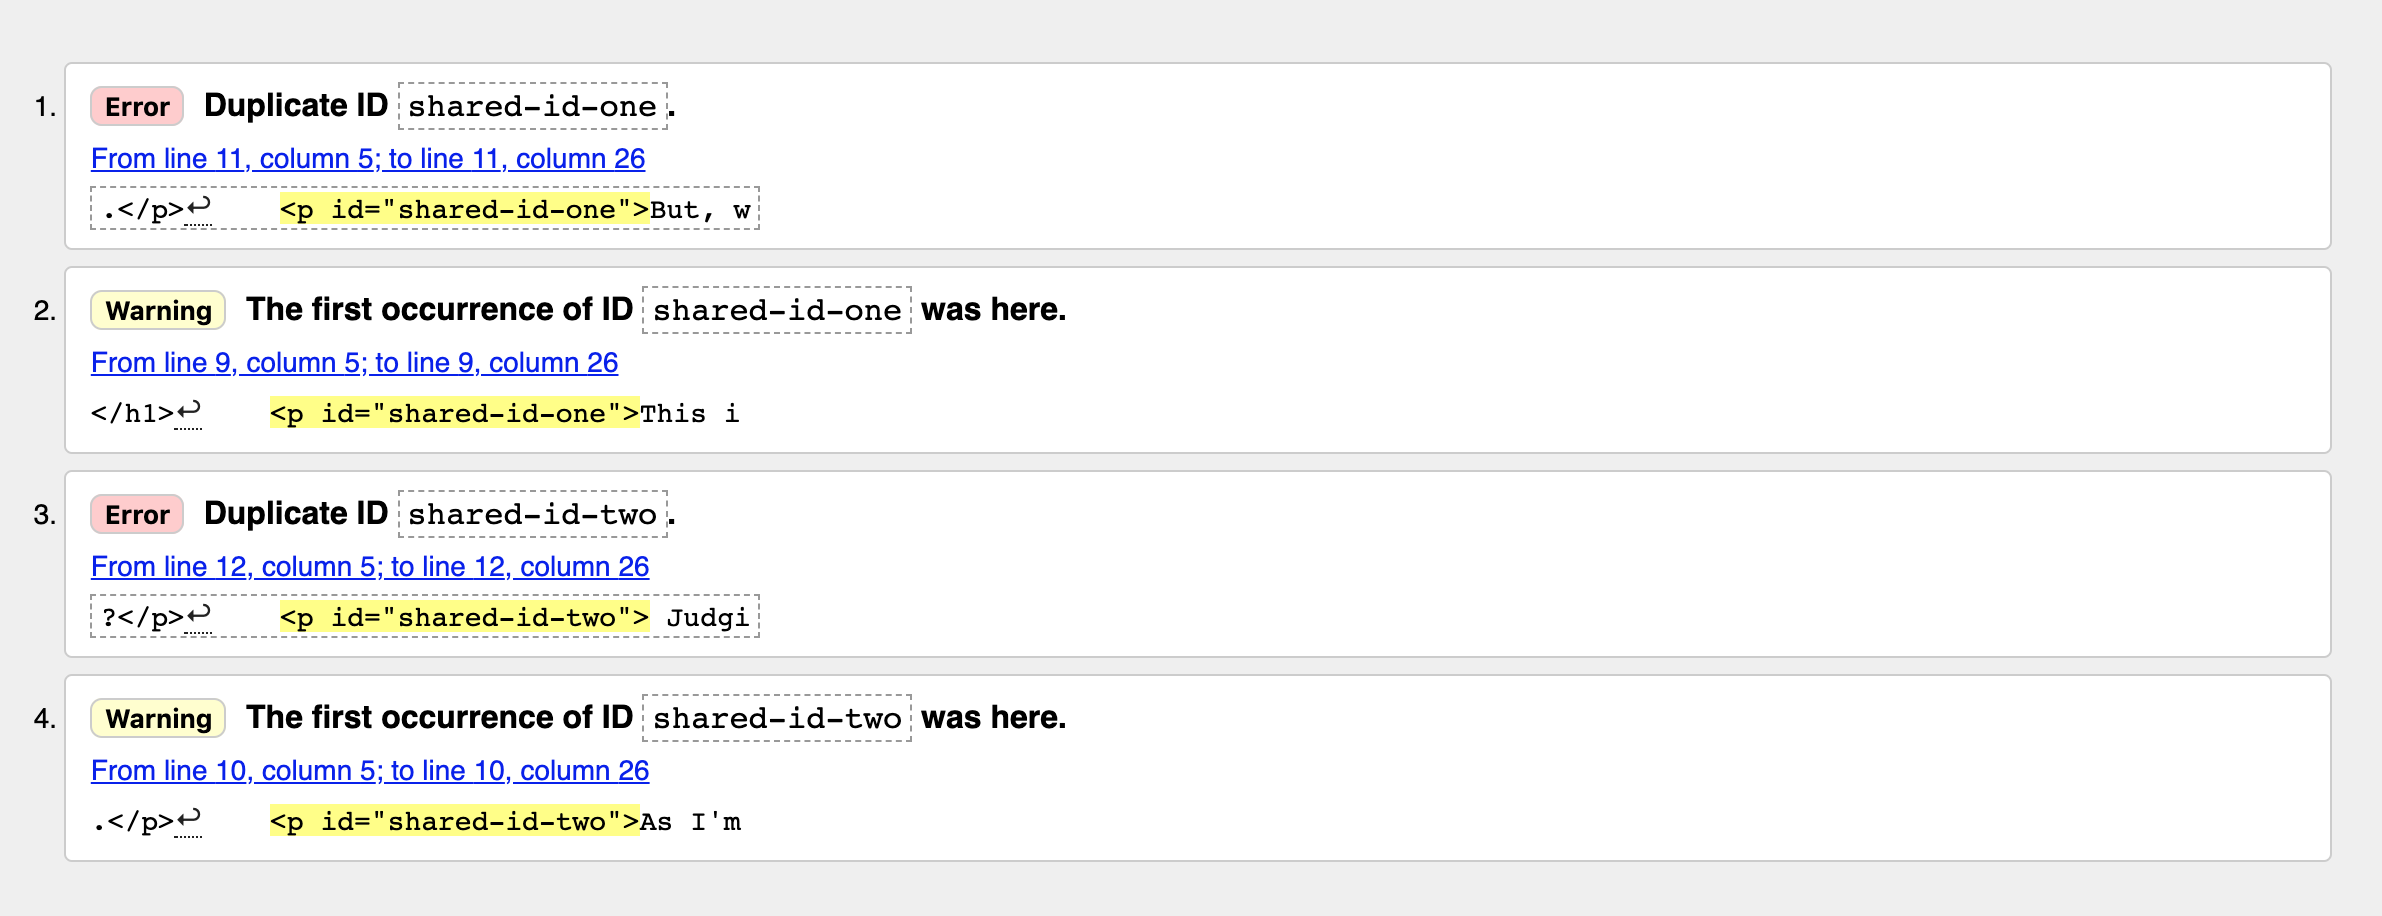 1. Error Duplicate ID shared-id-one.
From line 11, column 5; to line 11, column 26
.</p>↩    <p id="shared-id-one">But, w
2. Warning The first occurrence of ID shared-id-one was here.
From line 9, column 5; to line 9, column 26
</h1>↩    <p id="shared-id-one">This i
3. Error Duplicate ID shared-id-two.
From line 12, column 5; to line 12, column 26
?</p>↩    <p id="shared-id-two"> Judgi
4. Warning The first occurrence of ID shared-id-two was here.
From line 10, column 5; to line 10, column 26
.</p>↩    <p id="shared-id-two">As I'm